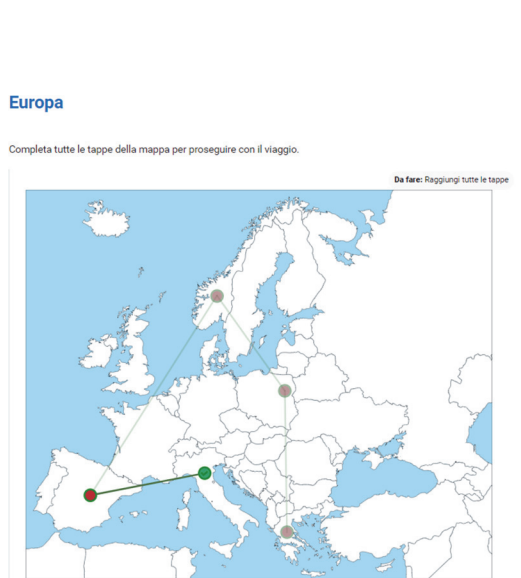 Europa
Completa tutte le tappe della mappa per proseguire con il viaggio.
Da fare: Raggiungi tutte le tappe